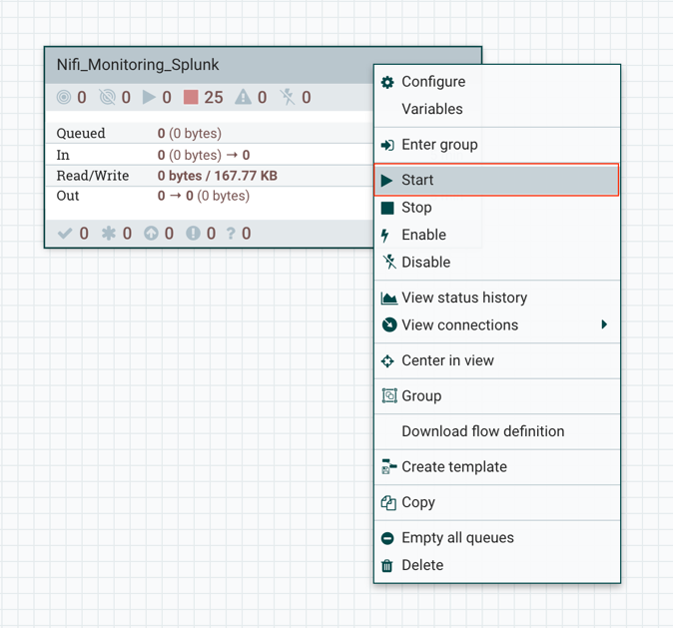 Nifi_Monitoring_Splunk
0 0 0 25 0 0
Queued 0 (0 bytes)
In 0 (0 bytes) → 0
Read/Write 0 bytes / 167.77 KB
Out 0 → 0 (0 bytes)
0 0 0 0 ? 0
Configure
Variables
Enter group
Start
Stop
Enable
Disable
View status history
View connections
Center in view
Group
Download flow definition
Create template
Copy
Empty all queues
Delete